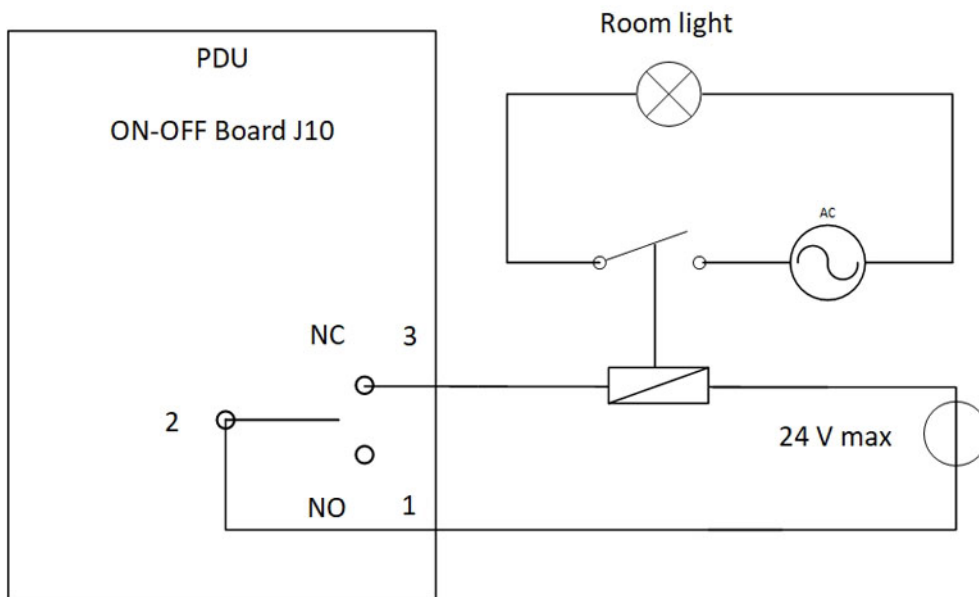 Room light
PDU
ON-OFF Board J10
AC
NC 3
2
24 V max
NO 1